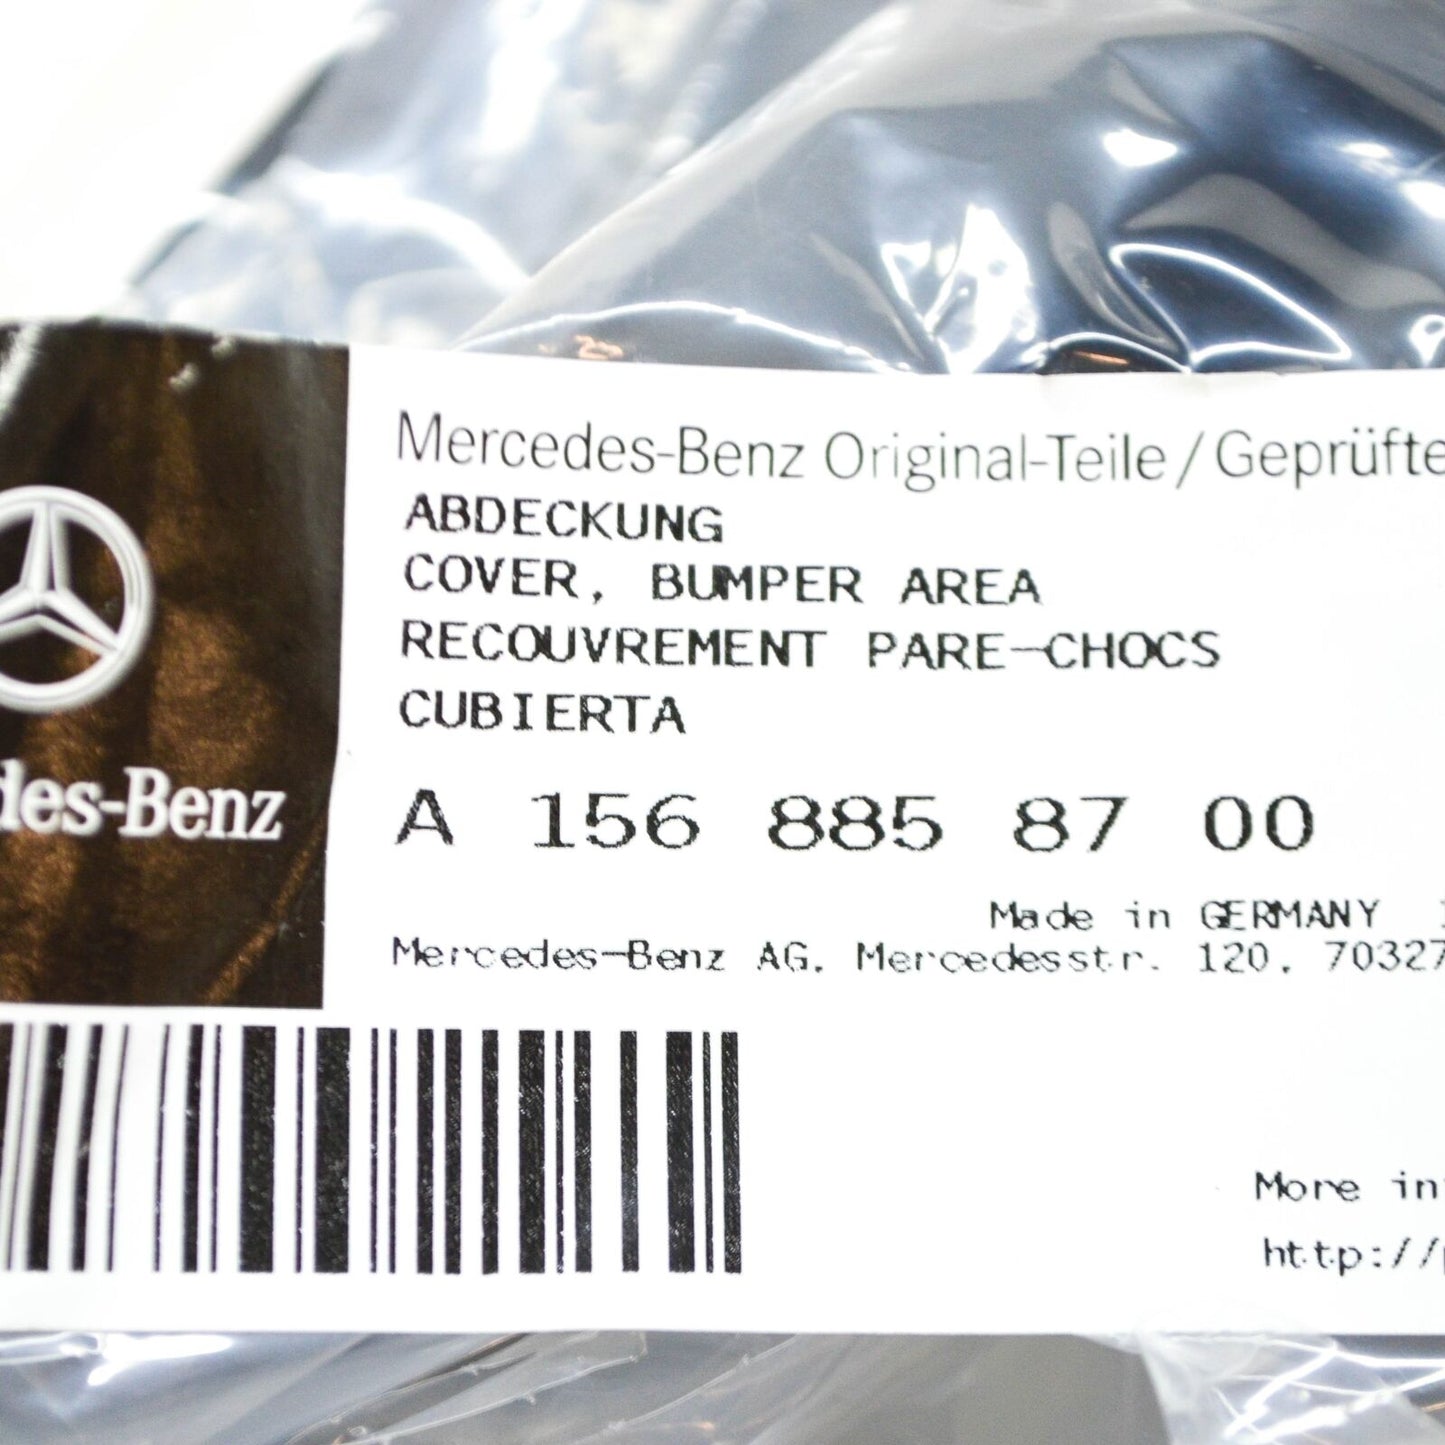 Mercedes-Benz Original-Teile / Geprüfte
ABDECKUNG
COVER, BUMPER AREA
RECOUVREMENT PARE-CHOCS
CUBIERTA
des-Benz
A 156 885 87 00
Made in GERMANY
Mercedes-Benz AG, Mercedesstr. 120, 70327
More in
http://